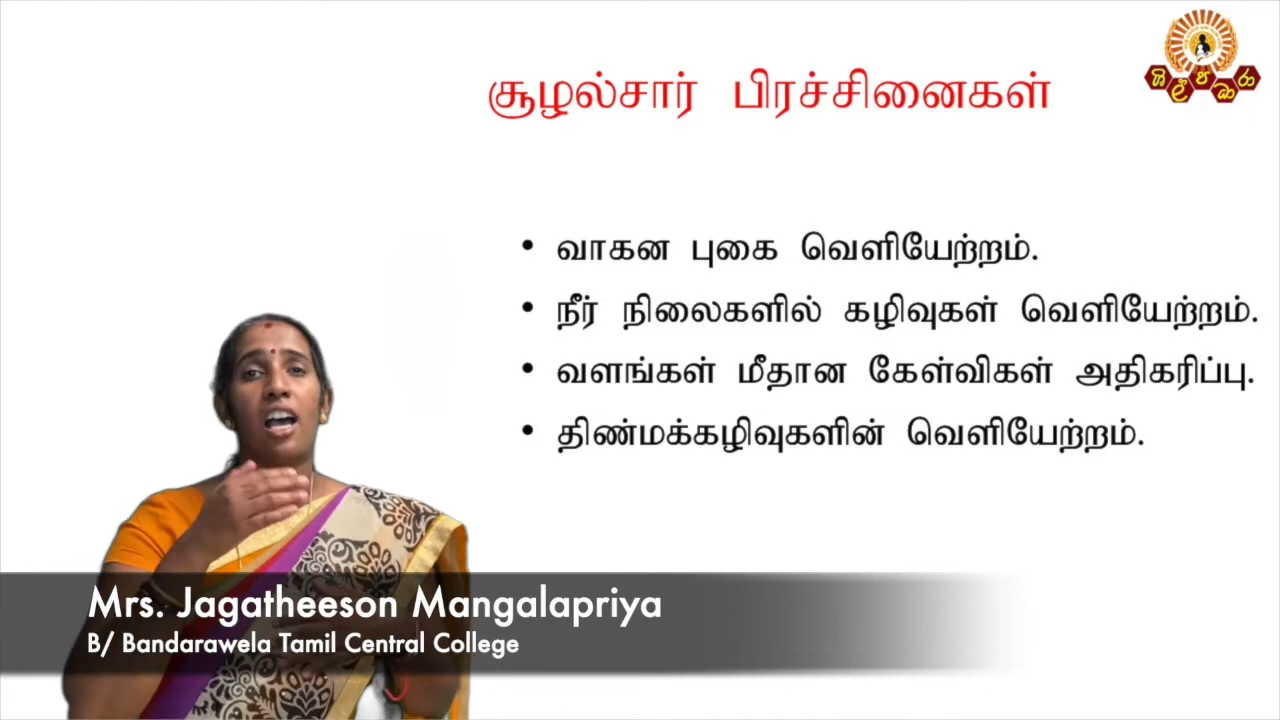 சூழல்சார் பிரச்சினைகள்
• வாகன புகை வெளியேற்றம்.
• நீர் நிலைகளில் கழிவுகள் வெளியேற்றம்.
• வளங்கள் மீதான கேள்விகள் அதிகரிப்பு.
• திண்மக்கழிவுகளின் வெளியேற்றம்.
Mrs. Jagatheeson Mangalapriya
B/ Bandarawela Tamil Central College